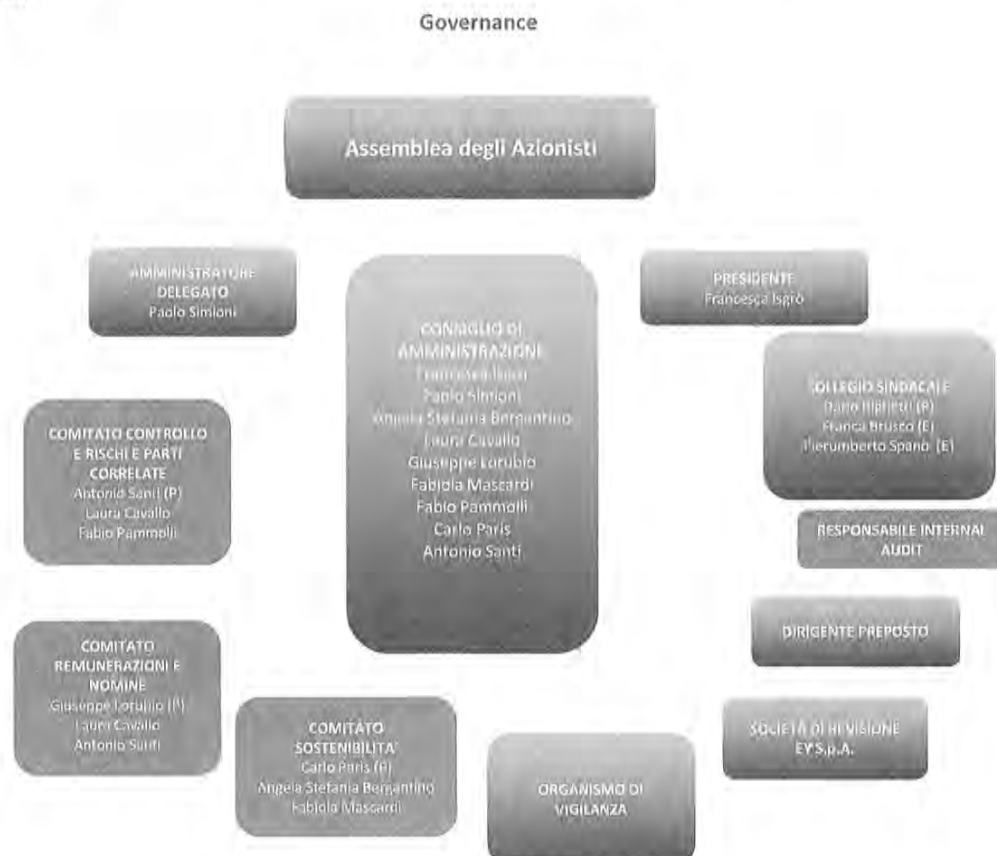 Governance
Assemblea degli Azionisti
AMMINISTRATORE
DELEGATO
Paolo Simioni
PRESIDENTE
Francesca Isgrò
CONSIGLIO DI
AMMINISTRAZIONE
Francesca Isgrò
Paolo Simioni
Angela Stefania Bergantino
Laura Cavallo
Giuseppe Lorubio
Fabiola Mascardi
Fabio Pammolli
Carlo Paris
Antonio Santi
COLLEGIO SINDACALE
Dario Righetti (P)
Franca Brusco (E)
Pierumberto Spanò (E)
COMITATO CONTROLLO
E RISCHI E PARTI
CORRELATE
Antonio Santi (P)
Laura Cavallo
Fabio Pammolli
RESPONSABILE INTERNAL
AUDIT
DIRIGENTE PREPOSTO
COMITATO
REMUNERAZIONI E
NOMINE
Giuseppe Lorubio (P)
Laura Cavallo
Antonio Santi
COMITATO
SOSTENIBILITA'
Carlo Paris (P)
Angela Stefania Bergantino
Fabiola Mascardi
SOCIETÀ DI REVISIONE
EY S.p.A.
ORGANISMO DI
VIGILANZA